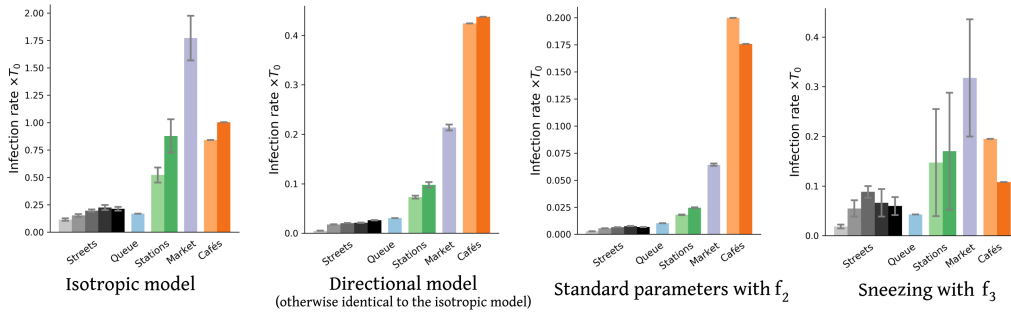 Infection rate ×T₀
2.00
1.75
1.50
1.25
1.00
0.75
0.50
0.25
0.00
Streets
Queue
Stations
Market
Cafés
Isotropic model
Infection rate ×T₀
0.4
0.3
0.2
0.1
0.0
Streets
Queue
Stations
Market
Cafés
Directional model
(otherwise identical to the isotropic model)
Infection rate ×T₀
0.200
0.175
0.150
0.125
0.100
0.075
0.050
0.025
0.000
Streets
Queue
Stations
Market
Cafés
Standard parameters with f₂
Infection rate ×T₀
0.4
0.3
0.2
0.1
0.0
Streets
Queue
Stations
Market
Cafés
Sneezing with f₃